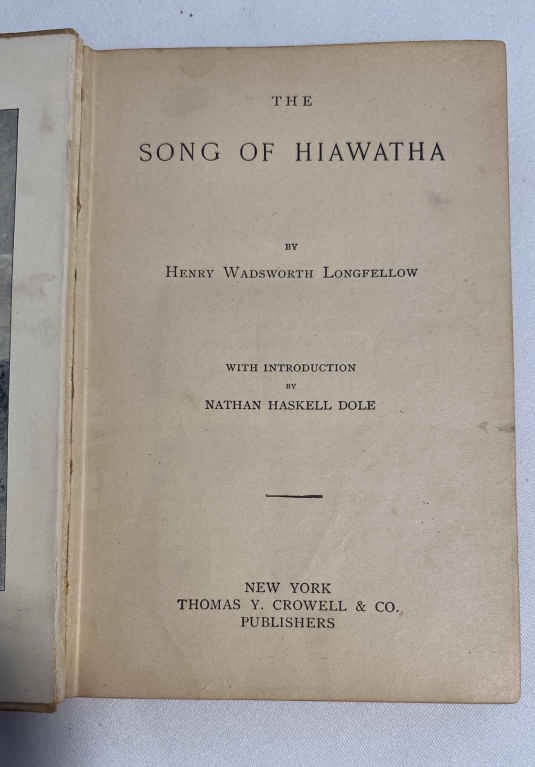 THE
SONG OF HIAWATHA
BY
HENRY WADSWORTH LONGFELLOW
WITH INTRODUCTION
BY
NATHAN HASKELL DOLE
NEW YORK
THOMAS Y. CROWELL & CO.
PUBLISHERS